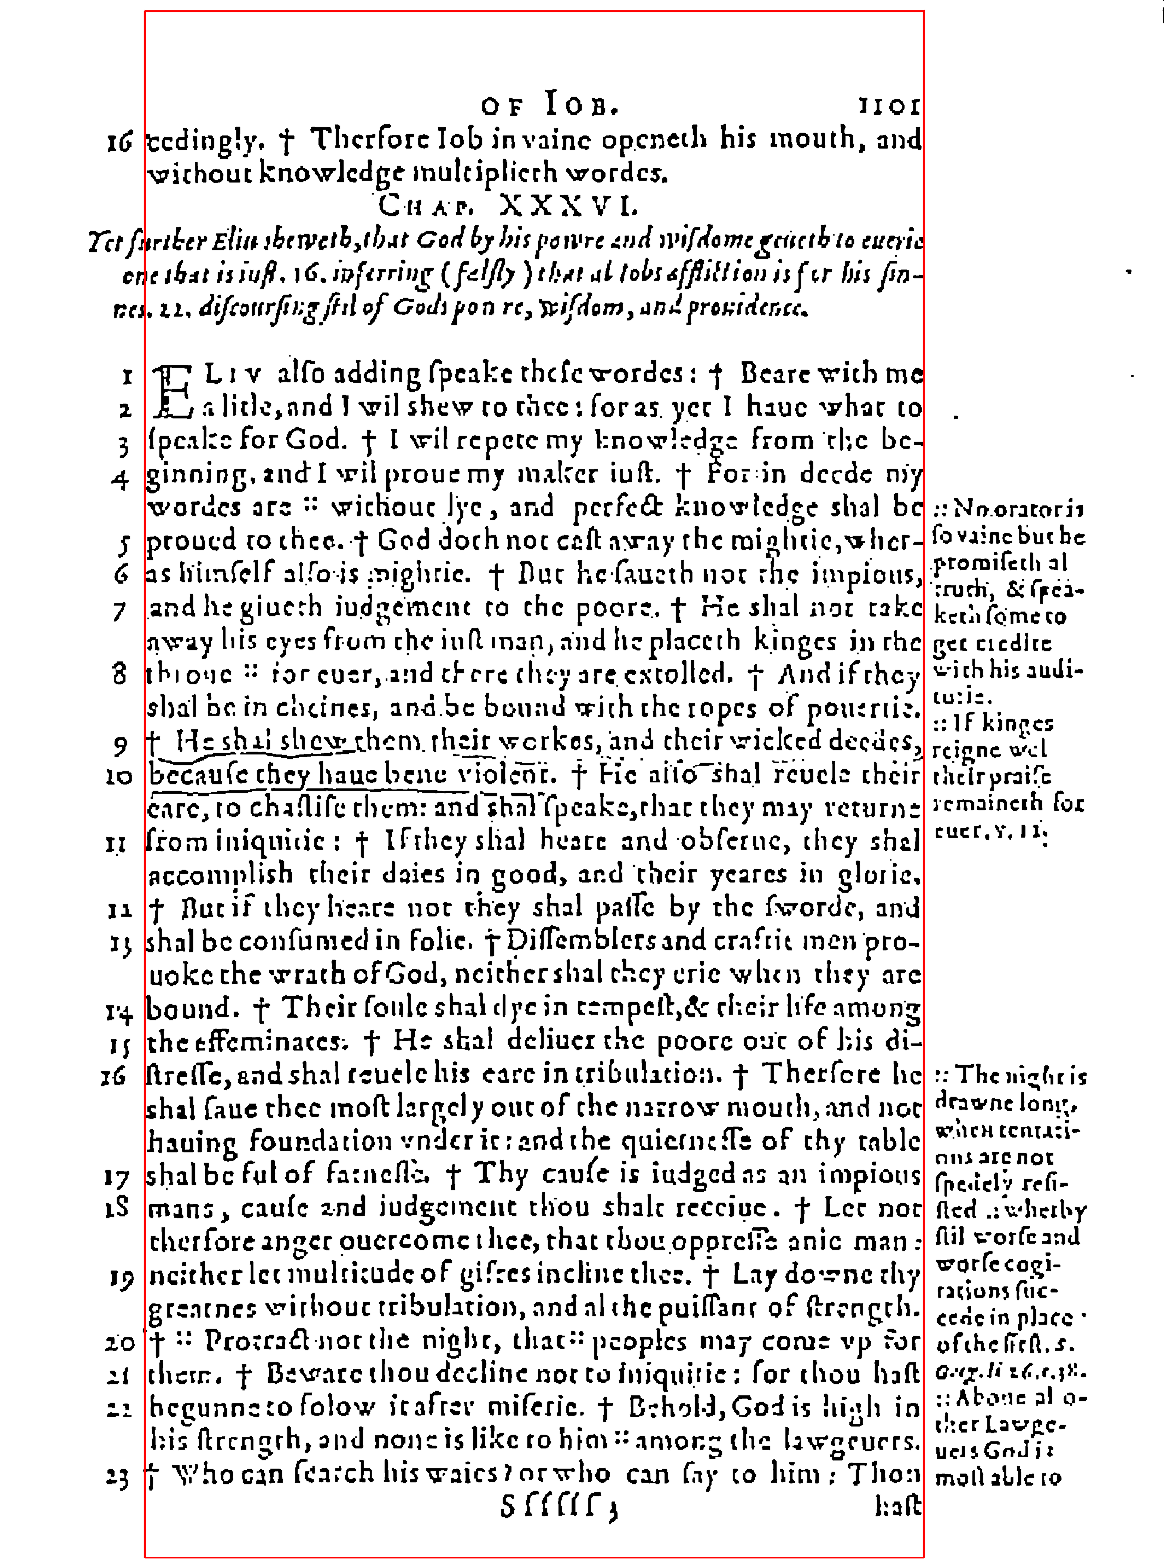 OF IOB. 1101
16 eedingly. † Therfore Iob in vaine openeth his mouth, and
without knowledge multiplieth wordes.
CHAP. XXXVI.
Yet further Eliu sheweth, that God by his powre and wiſdome geueth to euerie
one that is iuſt. 16. inferring (falſly) that al Iobs affliction is for his ſin-
nes. 22. diſcourſing ſtil of Gods powre, wiſdom, and prouidence.
1 ELIV alſo adding ſpeake theſe wordes: † Beare with me
2 a litle, and I wil shew to thee: for as yet I haue what to
3 ſpeake for God. † I wil repete my knowledge from the be-
4 ginning, and I wil proue my maker iuſt. † For in deede my
wordes are :: without lye, and perfect knowledge shal be
5 proued to thee. † God doth not caſt away the mightie, wher-
6 as himſelf alſo is mightie. † But he ſaueth not the impious,
7 and he giueth iudgement to the poore. † He shal not take
away his eyes from the iuſt man, and he placeth kinges in the
8 throne :: for euer, and there they are extolled. † And if they
shal be in cheines, and be bound with the ropes of pouertie.
9 † He shal shew them their workes, and their wicked deedes,
10 becauſe they haue bene violent. † He alſo shal reuele their
eare, to chaſtiſe them: and shal ſpeake, that they may returne
11 from iniquitie: † If they shal heare and obſerue, they shal
accomplish their daies in good, and their yeares in glorie.
12 † But if they heare not they shal paſſe by the ſworde, and
13 shal be conſumed in folie. † Diſſemblers and craftie men pro-
uoke the wrath of God, neither shal they crie when they are
14 bound. † Their ſoule shal dye in tempeſt, & their life among
15 the effeminates. † He shal deliuer the poore out of his di-
16 ſtreſſe, and shal reuele his eare in tribulation. † Therfore he
shal ſaue thee moſt largely out of the narrow mouth, and not
hauing foundation vnder it: and the quietneſſe of thy table
17 shal be ful of fatneſſe. † Thy cauſe is iudged as an impious
18 mans, cauſe and iudgement thou shalt receiue. † Let not
therfore anger ouercome thee, that thou oppreſſe anie man:
19 neither let multitude of giftes incline thee. † Lay downe thy
greatnes without tribulation, and al the puiſſant of ſtrength.
20 † :: Protract not the night, that :: peoples may come vp for
21 them. † Beware thou decline not to iniquitie: for thou haſt
22 begunne to folow it after miſerie. † Behold, God is high in
his ſtrength, and none is like to him :: among the lawgeuers.
23 † Who can ſearch his waies? or who can ſay to him: Thou
Sſſſſſ 3 haſt
:: No orator is
ſo vaine but he
promiſeth al
truth, & ſpea-
keth ſome to
get credite
with his audi-
torie.
:: If kinges
reigne wel
their praiſe
remaineth for
euer. v. 11.
:: The night is
drawne long,
when tentati-
ons are not
ſpedely reſi-
ſted : wherby
ſtil worſe and
worſe cogi-
tations ſuc-
cede in place
of the firſt. S.
Greg. li 26. c. 38.
:: Aboue al o-
ther Lawge-
uers God is
moſt able to